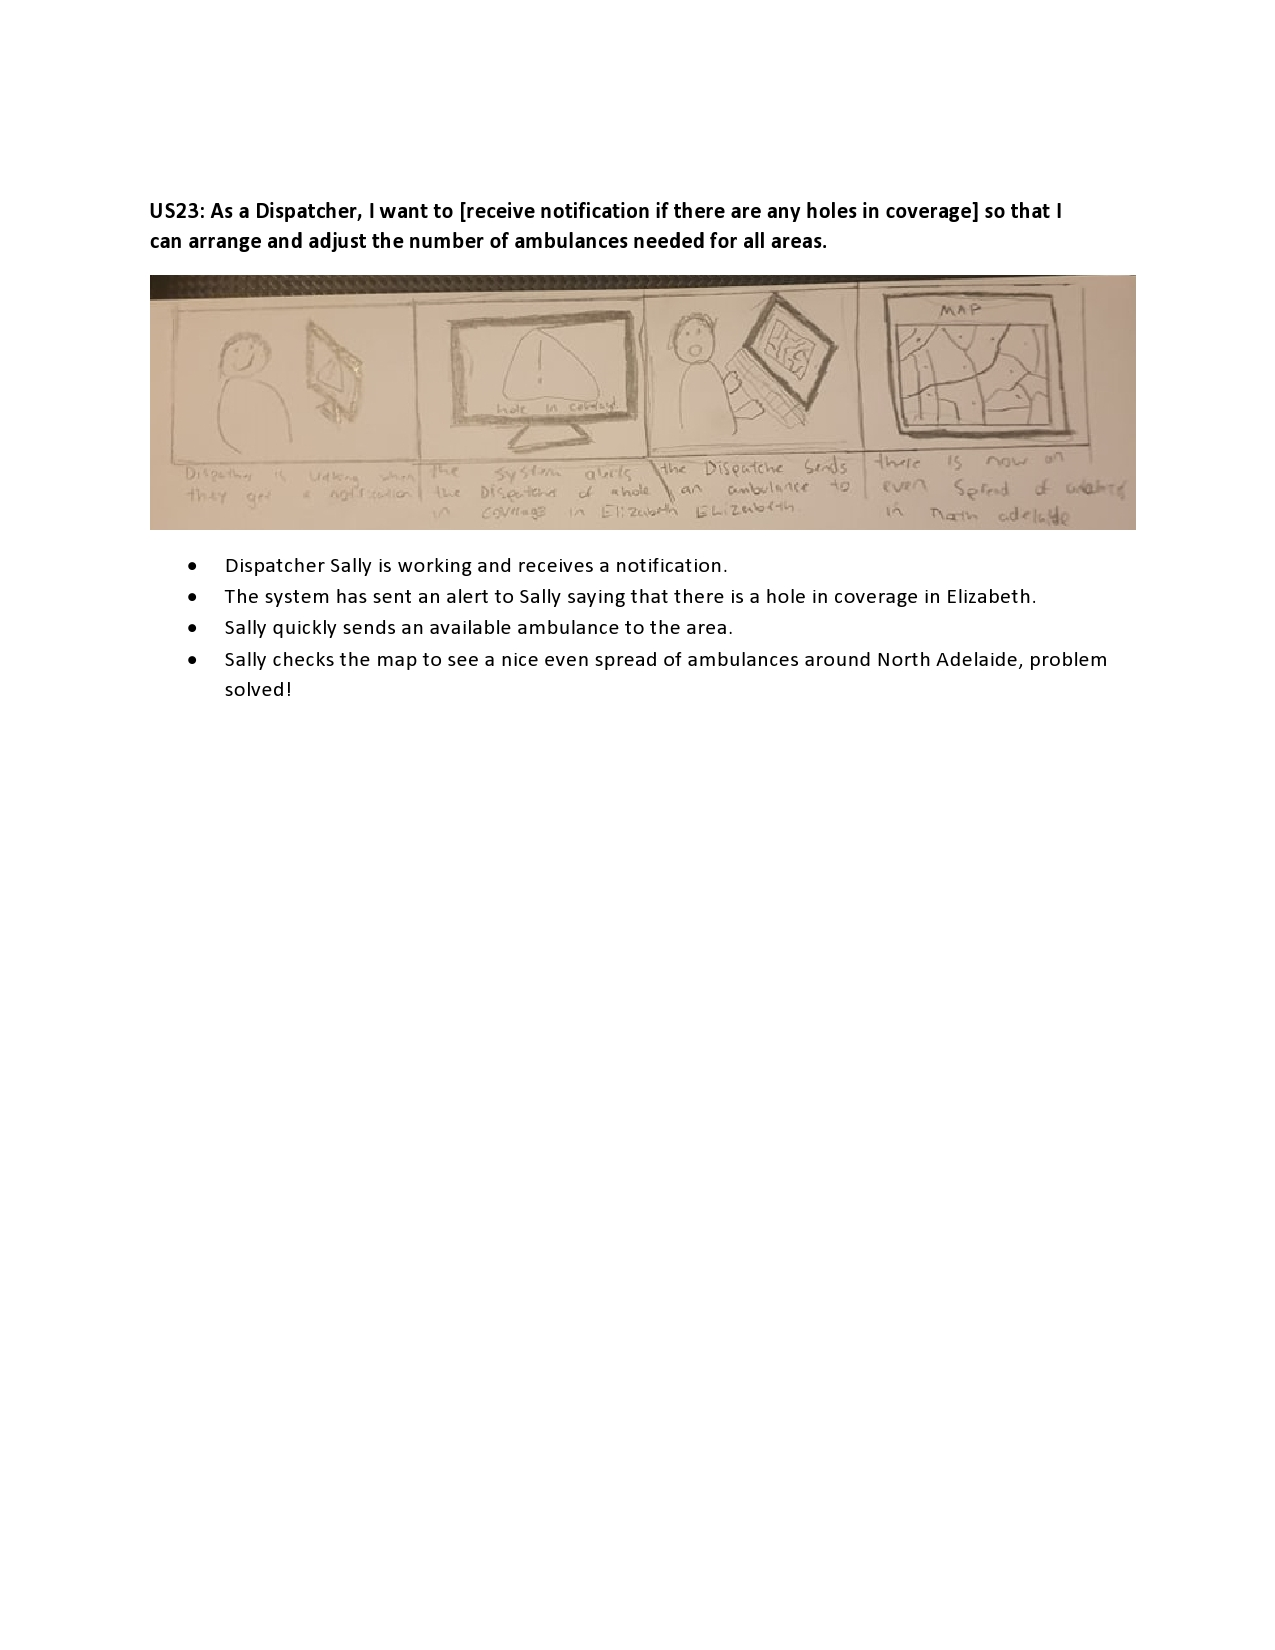 US23: As a Dispatcher, I want to [receive notification if there are any holes in coverage] so that I
can arrange and adjust the number of ambulances needed for all areas.
MAP
hole in
Dispatcher is working when
they get a notification
the system alerts
the Dispatcher of a hole
in coverage in Elizabeth
the Dispatche Sends
an ambulance to
Elizabeth
there is now an
even Spread of
in North adelaide
• Dispatcher Sally is working and receives a notification.
• The system has sent an alert to Sally saying that there is a hole in coverage in Elizabeth.
• Sally quickly sends an available ambulance to the area.
• Sally checks the map to see a nice even spread of ambulances around North Adelaide, problem
solved!